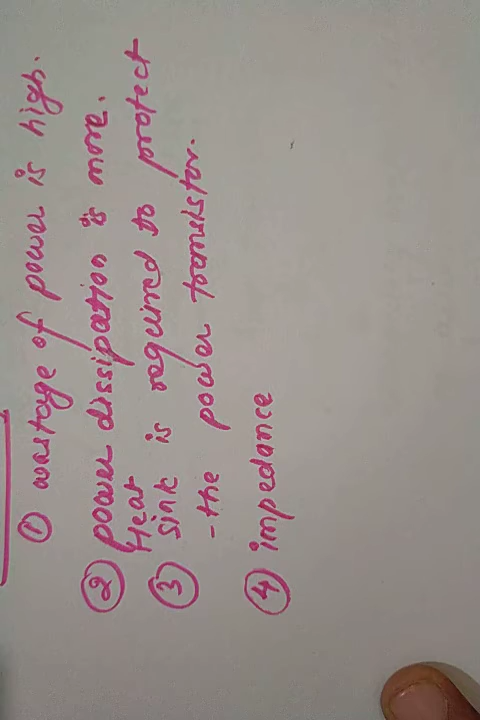 ① wastage of power is high.
② power dissipation is more.
Heat
③ sink is required to protect
the power transistor.
④ impedance